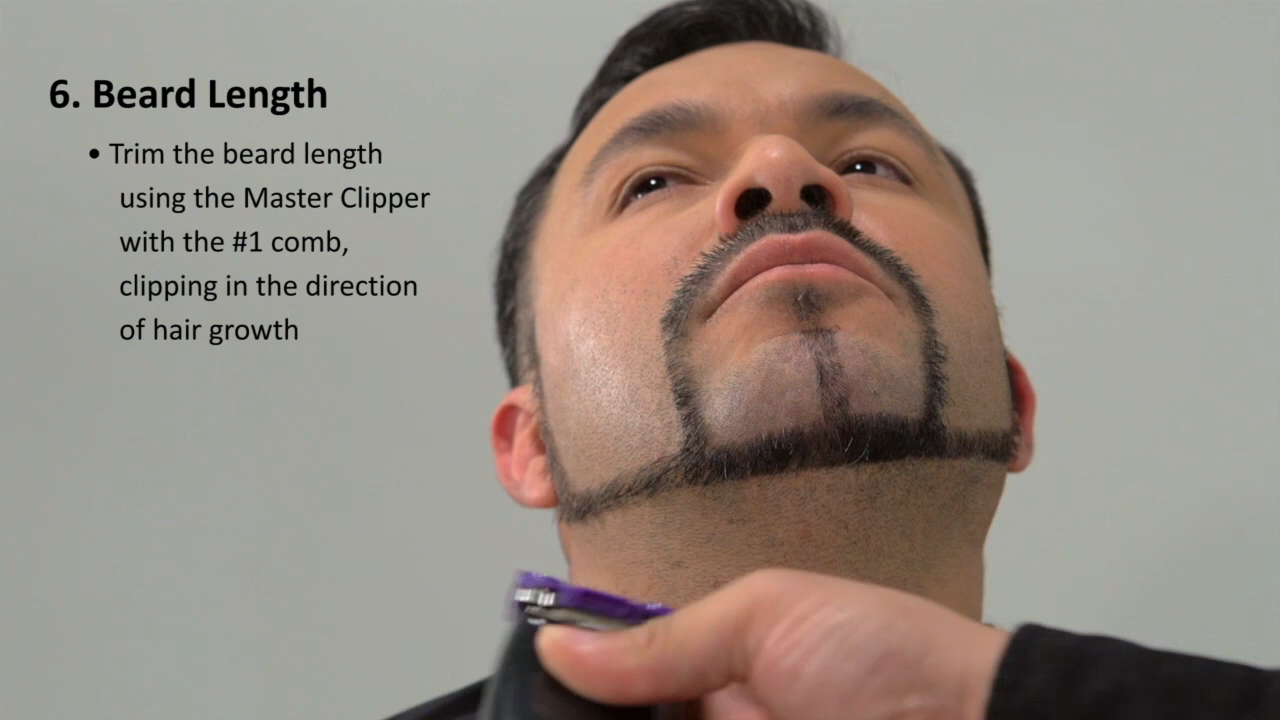 6. Beard Length
• Trim the beard length
using the Master Clipper
with the #1 comb,
clipping in the direction
of hair growth